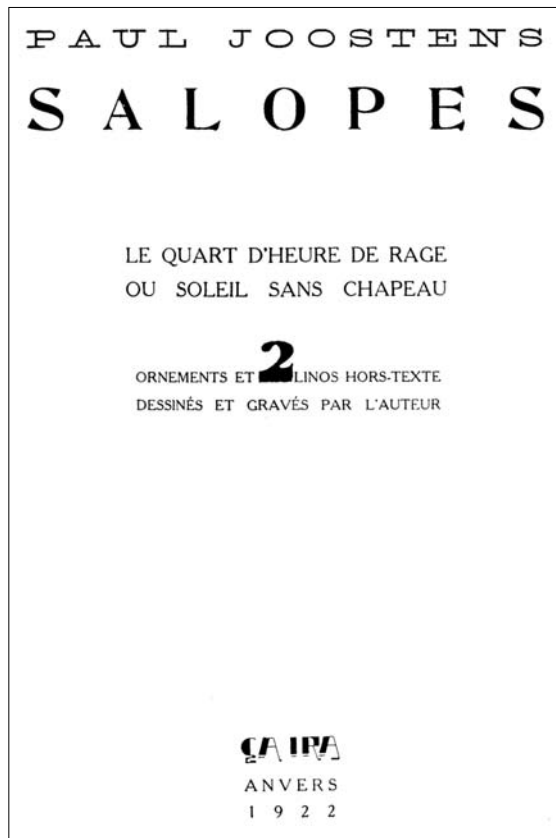 PAUL JOOSTENS
SALOPES
LE QUART D'HEURE DE RAGE
OU SOLEIL SANS CHAPEAU
ORNEMENTS ET 2 LINOS HORS-TEXTE
DESSINÉS ET GRAVÉS PAR L'AUTEUR
ÇA IRA
ANVERS
1922